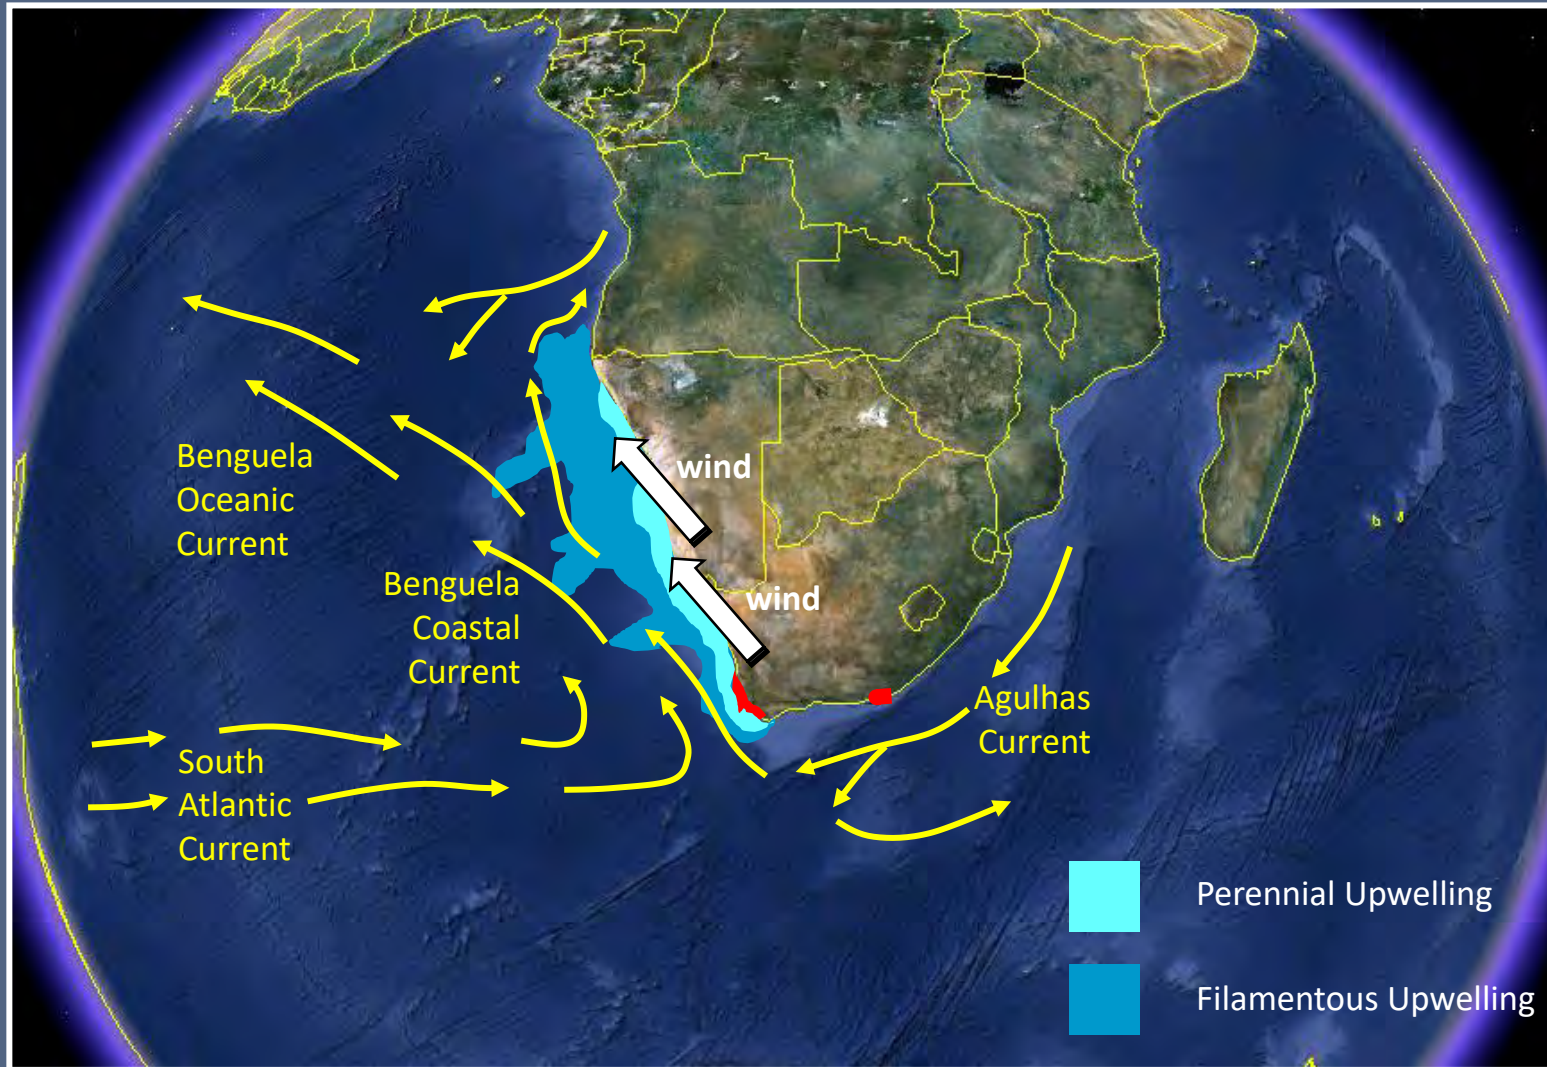 wind
wind
Benguela
Oceanic
Current
Benguela
Coastal
Current
South
Atlantic
Current
Agulhas
Current
Perennial Upwelling
Filamentous Upwelling